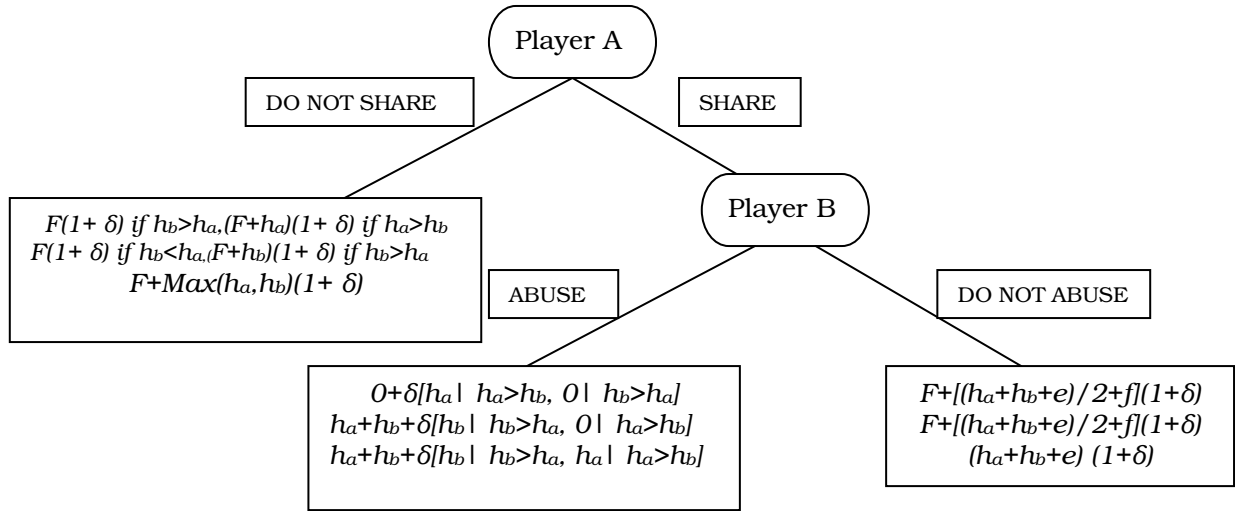 Player A
DO NOT SHARE
SHARE
F(1+ δ) if hb>ha,(F+ha)(1+ δ) if ha>hb
F(1+ δ) if hb<ha,(F+hb)(1+ δ) if hb>ha
F+Max(ha,hb)(1+ δ)
Player B
ABUSE
DO NOT ABUSE
0+δ[ha| ha>hb, 0| hb>ha]
ha+hb+δ[hb| hb>ha, 0| ha>hb]
ha+hb+δ[hb| hb>ha, ha| ha>hb]
F+[(ha+hb+e)/2+f](1+δ)
F+[(ha+hb+e)/2+f](1+δ)
(ha+hb+e) (1+δ)